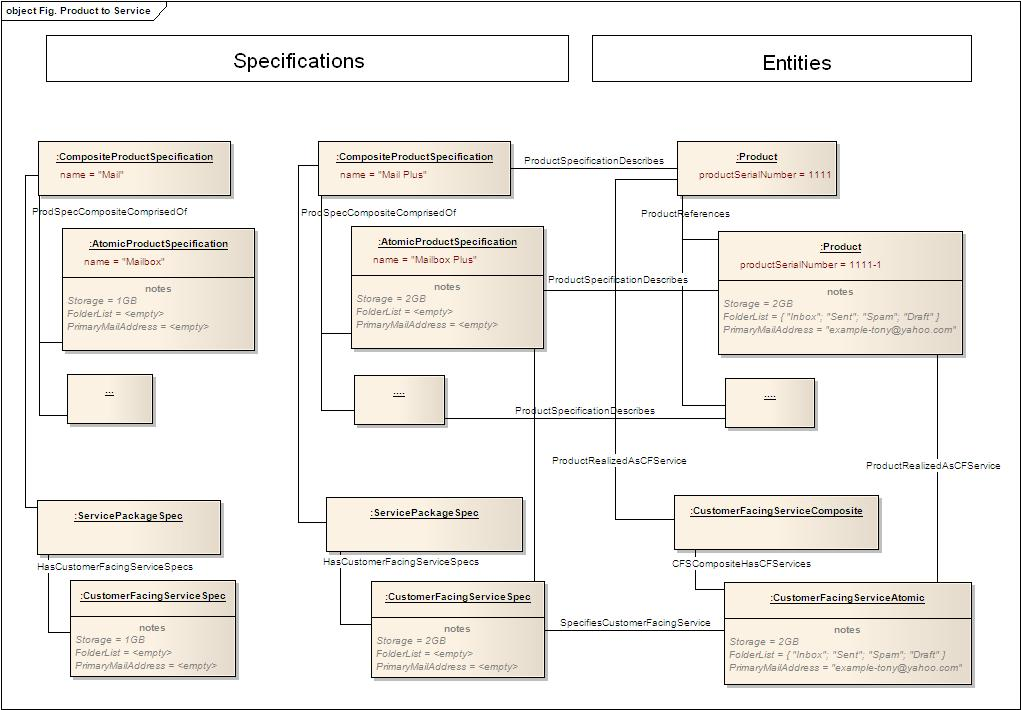 object Fig. Product to Service
Specifications
Entities
:CompositeProductSpecification
name = "Mail"
ProdSpecCompositeComprisedOf
:AtomicProductSpecification
name = "Mailbox"
notes
Storage = 1GB
FolderList = <empty>
PrimaryMailAddress = <empty>
...
:ServicePackageSpec
HasCustomerFacingServiceSpecs
:CustomerFacingServiceSpec
notes
Storage = 1GB
FolderList = <empty>
PrimaryMailAddress = <empty>
:CompositeProductSpecification
name = "Mail Plus"
ProdSpecCompositeComprisedOf
:AtomicProductSpecification
name = "Mailbox Plus"
notes
Storage = 2GB
FolderList = <empty>
PrimaryMailAddress = <empty>
....
:ServicePackageSpec
HasCustomerFacingServiceSpecs
:CustomerFacingServiceSpec
notes
Storage = 2GB
FolderList = <empty>
PrimaryMailAddress = <empty>
ProductSpecificationDescribes
ProductSpecificationDescribes
ProductSpecificationDescribes
ProductRealizedAsCFService
SpecifiesCustomerFacingService
:Product
productSerialNumber = 1111
ProductReferences
:Product
productSerialNumber = 1111-1
notes
Storage = 2GB
FolderList = { "Inbox"; "Sent"; "Spam"; "Draft" }
PrimaryMailAddress = "example-tony@yahoo.com"
....
ProductRealizedAsCFService
:CustomerFacingServiceComposite
CFSCompositeHasCFServices
:CustomerFacingServiceAtomic
notes
Storage = 2GB
FolderList = { "Inbox"; "Sent"; "Spam"; "Draft" }
PrimaryMailAddress = "example-tony@yahoo.com"